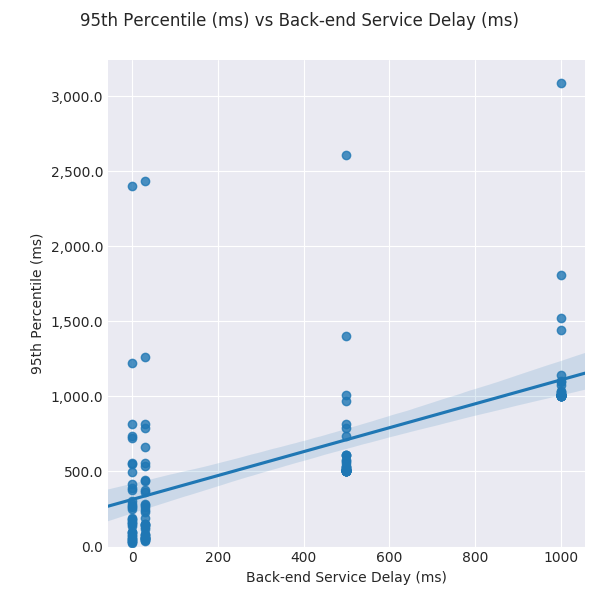 95th Percentile (ms) vs Back-end Service Delay (ms)
3,000.0
2,500.0
2,000.0
1,500.0
1,000.0
500.0
0.0
95th Percentile (ms)
0 200 400 600 800 1000
Back-end Service Delay (ms)